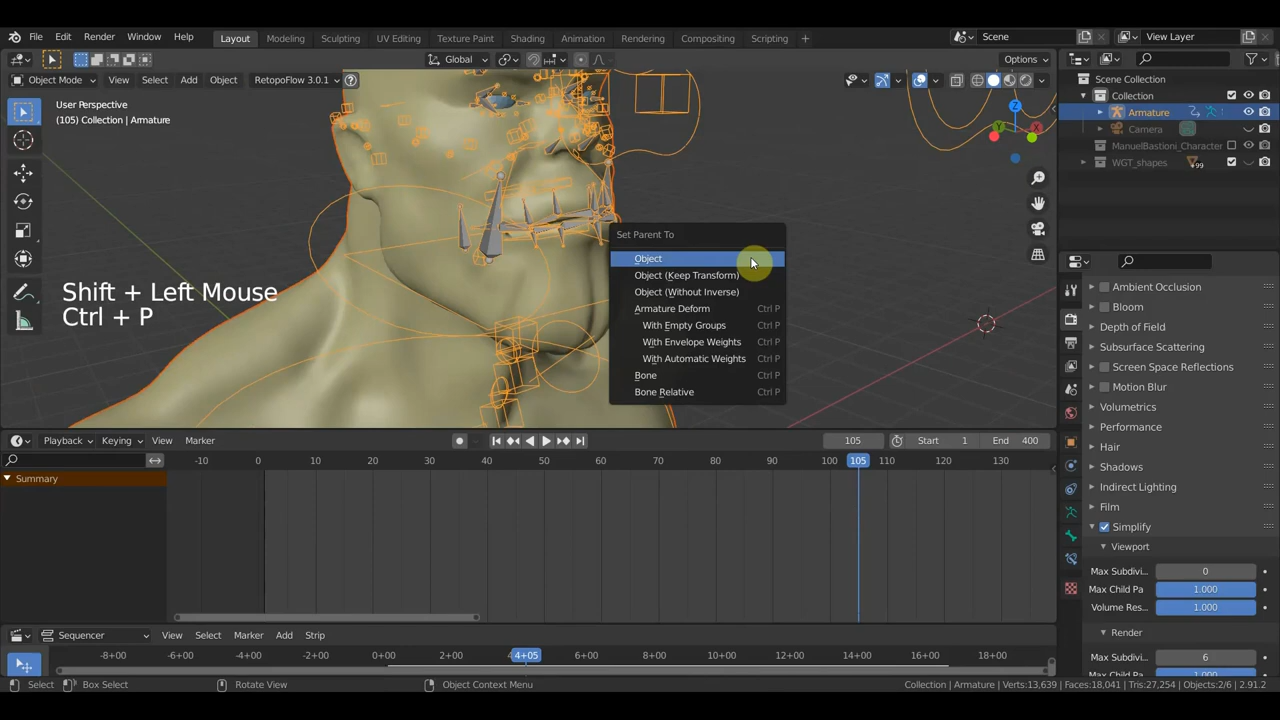 File Edit Render Window Help Layout Modeling Sculpting UV Editing Texture Paint Shading Animation Rendering Compositing Scripting + Scene View Layer
Global Options
Object Mode View Select Add Object RetopoFlow 3.0.1
User Perspective
(105) Collection | Armature
Z
Y
X
Scene Collection
Collection
Armature
Camera
ManuelBastioni_Character
WGT_shapes 99
Set Parent To
Object
Object (Keep Transform)
Object (Without Inverse)
Armature Deform Ctrl P
With Empty Groups Ctrl P
With Envelope Weights Ctrl P
With Automatic Weights Ctrl P
Bone Ctrl P
Bone Relative Ctrl P
Shift + Left Mouse
Ctrl + P
Ambient Occlusion
Bloom
Depth of Field
Subsurface Scattering
Screen Space Reflections
Motion Blur
Volumetrics
Performance
Hair
Shadows
Indirect Lighting
Film
Simplify
Viewport
Max Subdivi... 0
Max Child Pa 1.000
Volume Res... 1.000
Render
Max Subdivi... 6
Playback Keying View Marker 105 Start 1 End 400
-10 0 10 20 30 40 50 60 70 80 90 100 105 110 120 130
Summary
Sequencer View Select Marker Add Strip
-8+00 -6+00 -4+00 -2+00 0+00 2+00 4+05 6+00 8+00 10+00 12+00 14+00 16+00 18+00
Select Box Select Rotate View Object Context Menu Collection | Armature | Verts:13,639 | Faces:18,041 | Tris:27,254 | Objects:2/6 | 2.91.2